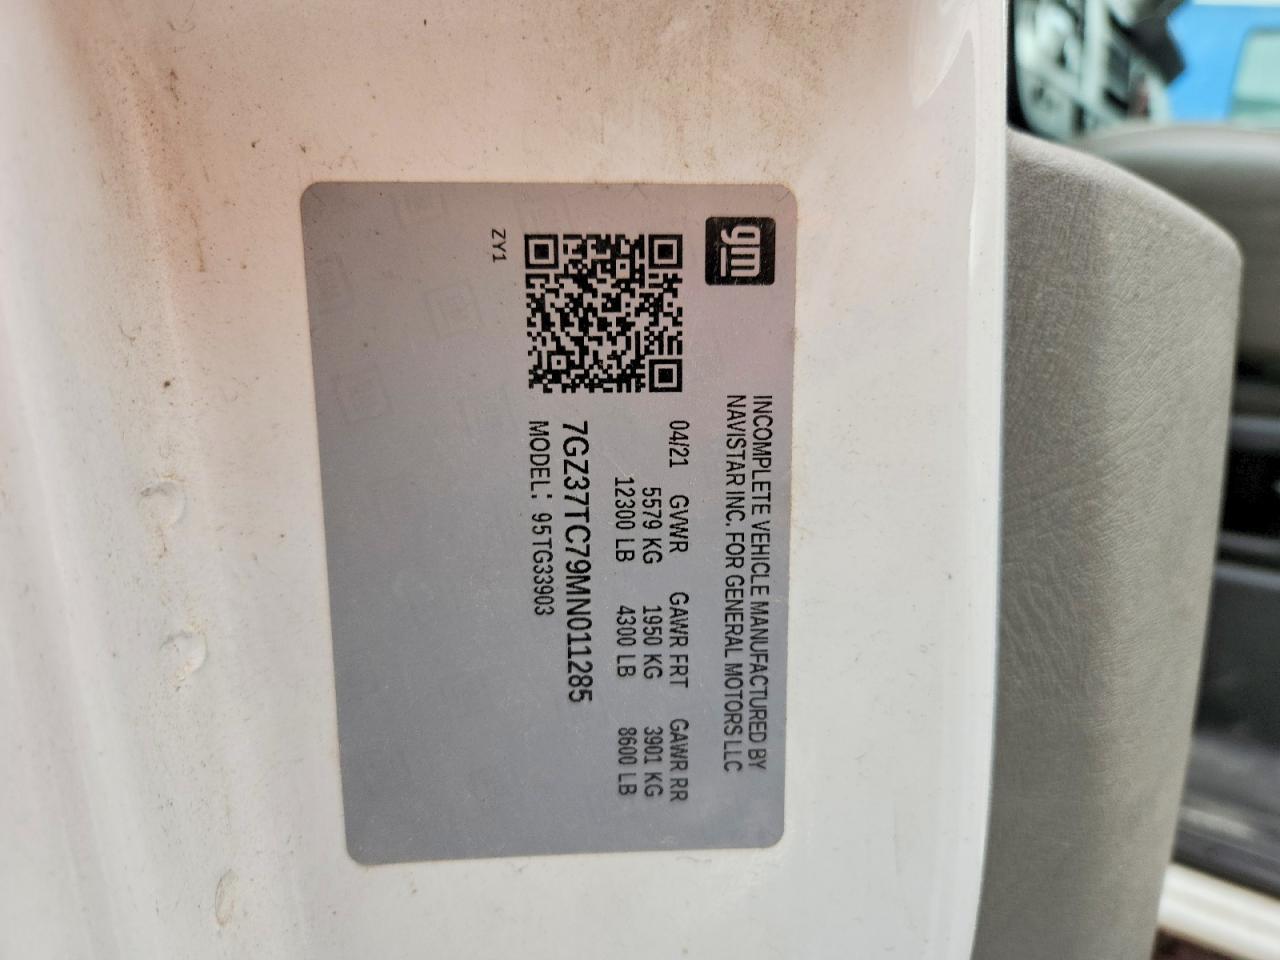 gm
INCOMPLETE VEHICLE MANUFACTURED BY
NAVISTAR INC. FOR GENERAL MOTORS LLC
04/21 GVWR GAWR FRT GAWR RR
5579 KG 1950 KG 3901 KG
12300 LB 4300 LB 8600 LB
7GZ37TC79MN011285
MODEL: 95TG33903
ZY1